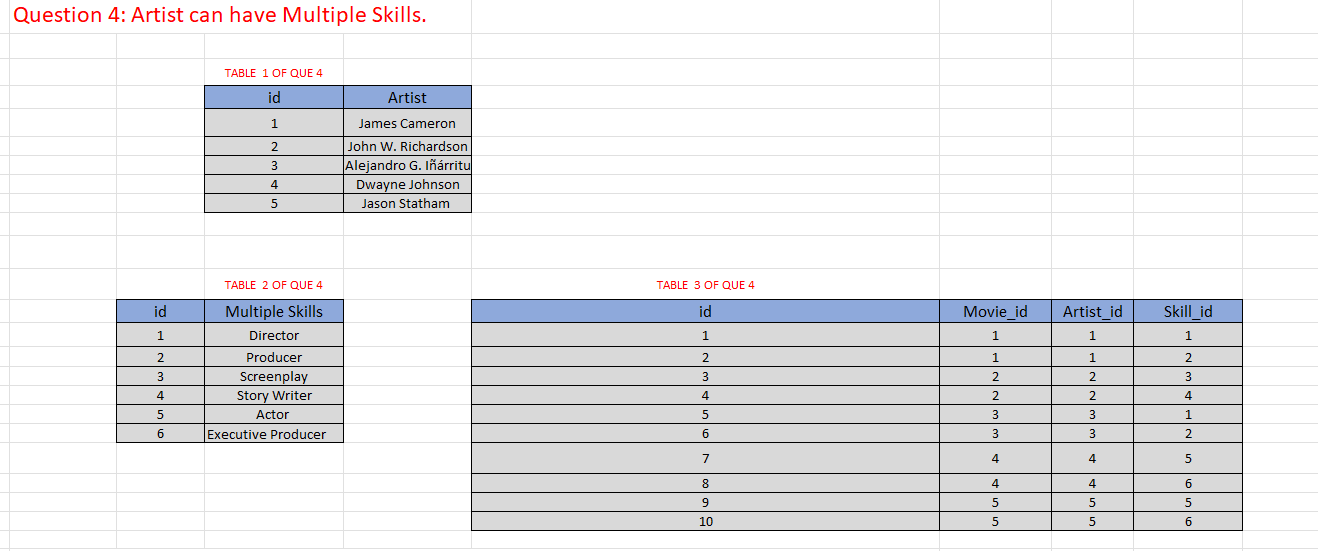 Question 4: Artist can have Multiple Skills.
TABLE 1 OF QUE 4
id Artist
1 James Cameron
2 John W. Richardson
3 Alejandro G. Iñárritu
4 Dwayne Johnson
5 Jason Statham
TABLE 2 OF QUE 4
id Multiple Skills
1 Director
2 Producer
3 Screenplay
4 Story Writer
5 Actor
6 Executive Producer
TABLE 3 OF QUE 4
id Movie_id Artist_id Skill_id
1 1 1 1
2 1 1 2
3 2 2 3
4 2 2 4
5 3 3 1
6 3 3 2
7 4 4 5
8 4 4 6
9 5 5 5
10 5 5 6